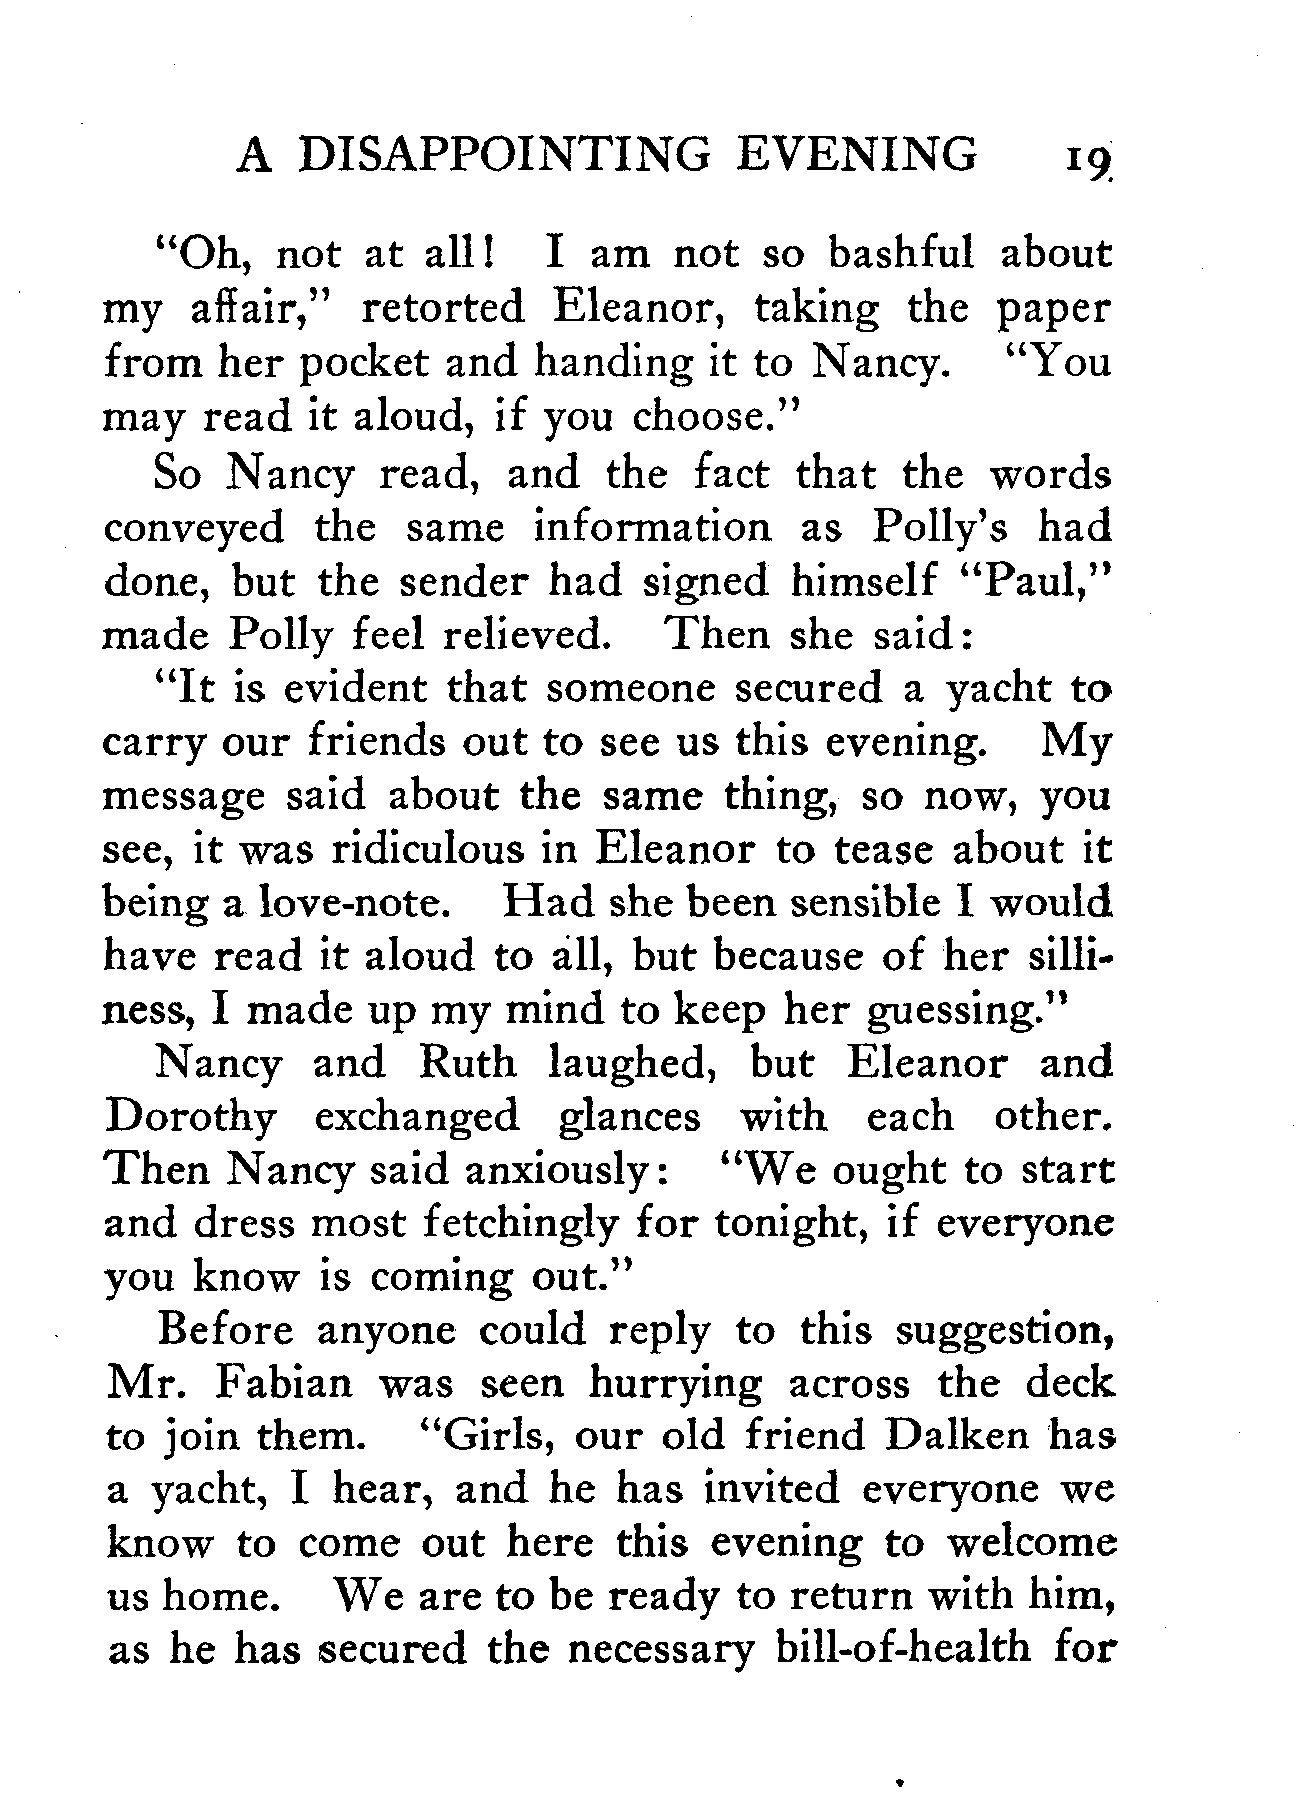 A DISAPPOINTING EVENING 19
"Oh, not at all! I am not so bashful about
my affair," retorted Eleanor, taking the paper
from her pocket and handing it to Nancy. "You
may read it aloud, if you choose."
So Nancy read, and the fact that the words
conveyed the same information as Polly's had
done, but the sender had signed himself "Paul,"
made Polly feel relieved. Then she said:
"It is evident that someone secured a yacht to
carry our friends out to see us this evening. My
message said about the same thing, so now, you
see, it was ridiculous in Eleanor to tease about it
being a love-note. Had she been sensible I would
have read it aloud to all, but because of her silli-
ness, I made up my mind to keep her guessing."
Nancy and Ruth laughed, but Eleanor and
Dorothy exchanged glances with each other.
Then Nancy said anxiously: "We ought to start
and dress most fetchingly for tonight, if everyone
you know is coming out."
Before anyone could reply to this suggestion,
Mr. Fabian was seen hurrying across the deck
to join them. "Girls, our old friend Dalken has
a yacht, I hear, and he has invited everyone we
know to come out here this evening to welcome
us home. We are to be ready to return with him,
as he has secured the necessary bill-of-health for